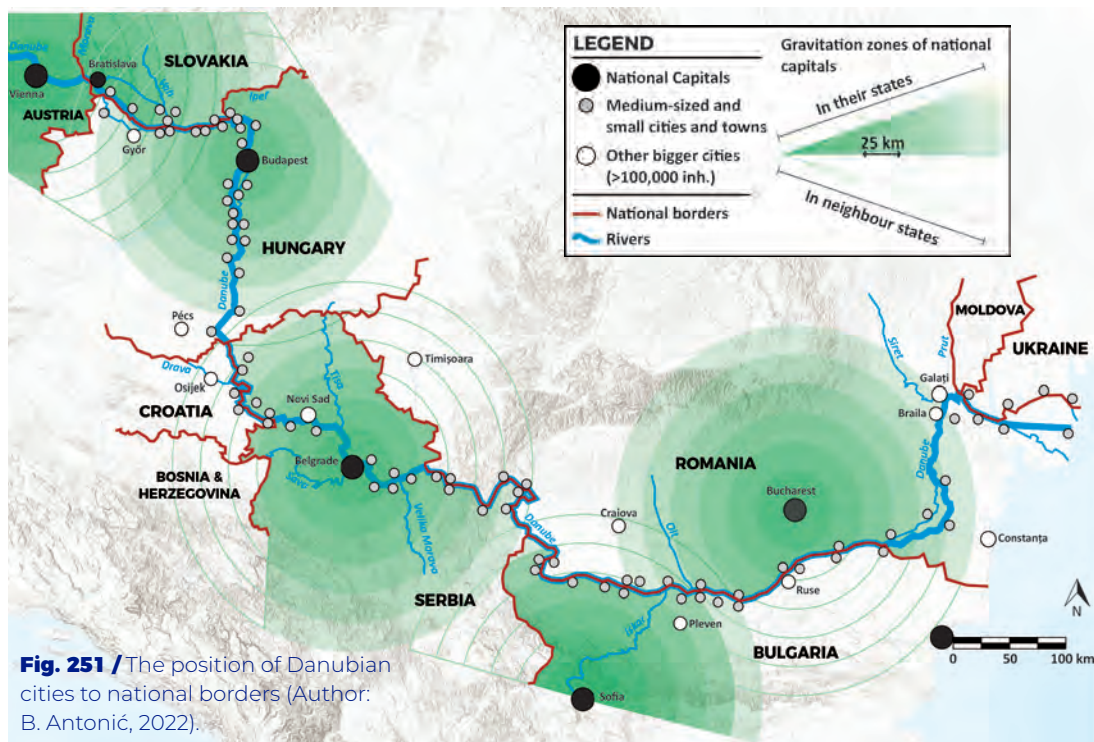 LEGEND
National Capitals
Medium-sized and
small cities and towns
Other bigger cities
(>100,000 inh.)
National borders
Rivers
Gravitation zones of national
capitals
In their states
25 km
In neighbour states
Danube
Morava
Bratislava
SLOVAKIA
Vienna
Váh
Ipeľ
AUSTRIA
Győr
Budapest
HUNGARY
Danube
Pécs
Drava
Osijek
Tisa
Timișoara
CROATIA
Novi Sad
BOSNIA &
HERZEGOVINA
Belgrade
Sava
Velika Morava
SERBIA
Danube
Craiova
Olt
ROMANIA
Bucharest
Siret
Prut
MOLDOVA
UKRAINE
Galați
Braila
Danube
Constanța
Ruse
Pleven
Iskar
BULGARIA
Sofia
N
0 50 100 km
Fig. 251 / The position of Danubian
cities to national borders (Author:
B. Antonić, 2022).